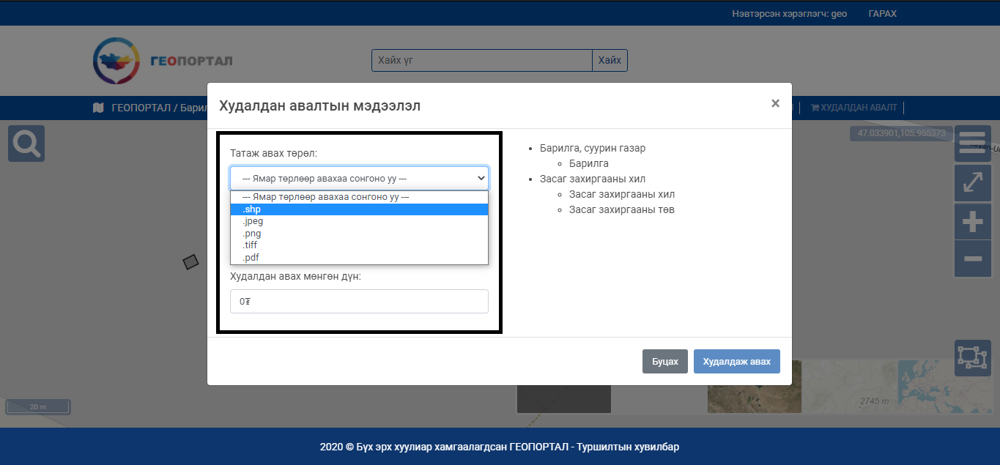 Нэвтэрсэн хэрэглэгч: geo ГАРАХ
ГЕОПОРТАЛ
Хайх үг Хайх
ГЕОПОРТАЛ / Барил
ХУДАЛДАН АВАЛТ
47.033901,105.955373
Худалдан авалтын мэдээлэл
×
Татаж авах төрөл:
--- Ямар төрлөөр авахаа сонгоно уу ---
--- Ямар төрлөөр авахаа сонгоно уу ---
.shp
.jpeg
.png
.tiff
.pdf
Худалдан авах мөнгөн дүн:
0₮
Барилга, суурин газар
Барилга
Засаг захиргааны хил
Засаг захиргааны хил
Засаг захиргааны төв
Буцах Худалдаж авах
2745 m
20 m
2020 © Бүх эрх хуулиар хамгаалагдсан ГЕОПОРТАЛ - Туршилтын хувилбар